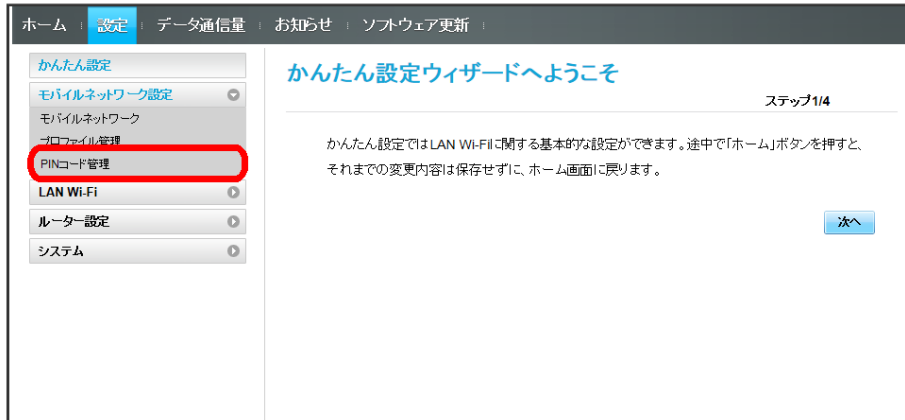 ホーム 設定 データ通信量 お知らせ ソフトウェア更新
かんたん設定
モバイルネットワーク設定
モバイルネットワーク
プロファイル管理
PINコード管理
LAN Wi-Fi
ルーター設定
システム
かんたん設定ウィザードへようこそ
ステップ1/4
かんたん設定ではLAN Wi-Fiに関する基本的な設定ができます。途中で「ホーム」ボタンを押すと、
それまでの変更内容は保存せずに、ホーム画面に戻ります。
次へ